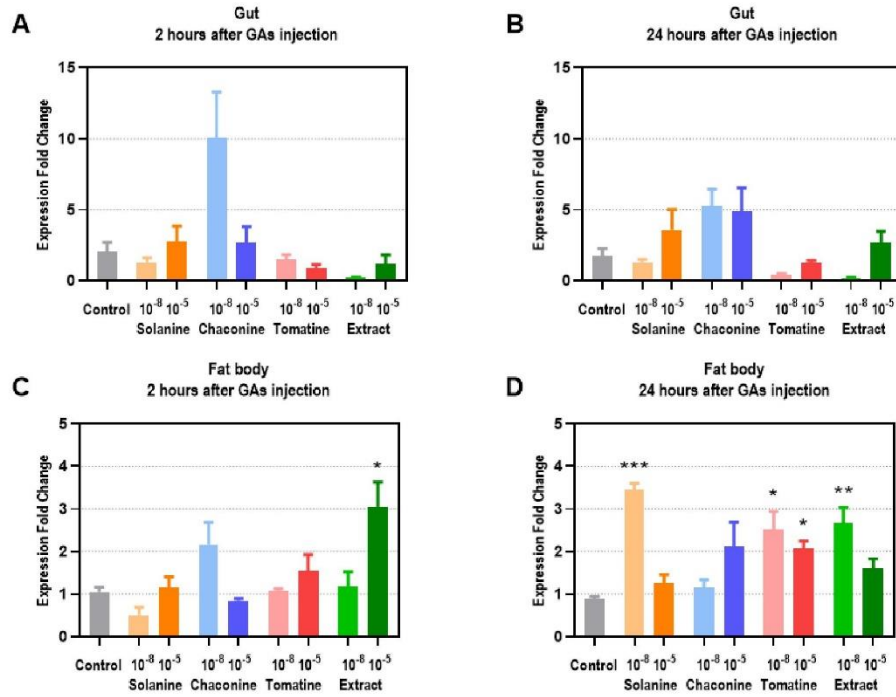 A
Gut
2 hours after GAs injection
Expression Fold Change
15
10
5
0
Control
10⁻⁸ 10⁻⁵ 10⁻⁸ 10⁻⁵ 10⁻⁸ 10⁻⁵ 10⁻⁸ 10⁻⁵
Solanine Chaconine Tomatine Extract
B
Gut
24 hours after GAs injection
Expression Fold Change
15
10
5
0
Control
10⁻⁸ 10⁻⁵ 10⁻⁸ 10⁻⁵ 10⁻⁸ 10⁻⁵ 10⁻⁸ 10⁻⁵
Solanine Chaconine Tomatine Extract
C
Fat body
2 hours after GAs injection
Expression Fold Change
5
4
3
2
1
0
*
Control
10⁻⁸ 10⁻⁵ 10⁻⁸ 10⁻⁵ 10⁻⁸ 10⁻⁵ 10⁻⁸ 10⁻⁵
Solanine Chaconine Tomatine Extract
D
Fat body
24 hours after GAs injection
Expression Fold Change
5
4
3
2
1
0
*** * * **
Control
10⁻⁸ 10⁻⁵ 10⁻⁸ 10⁻⁵ 10⁻⁸ 10⁻⁵ 10⁻⁸ 10⁻⁵
Solanine Chaconine Tomatine Extract